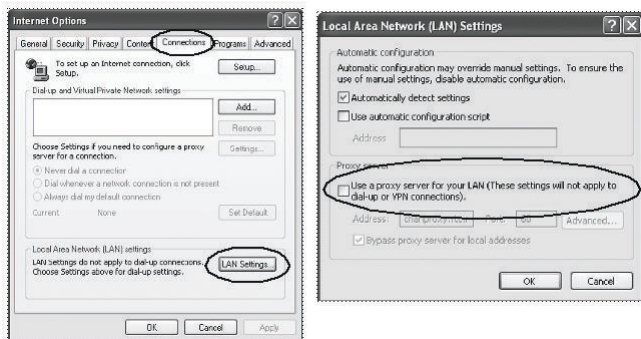 Internet Options
General Security Privacy Content Connections Programs Advanced
To set up an Internet connection, click
Setup.
Setup...
Dial-up and Virtual Private Network settings
Add...
Remove
Choose Settings if you need to configure a proxy
server for a connection.
Settings...
Never dial a connection
Dial whenever a network connection is not present
Always dial my default connection
Current None
Set Default
Local Area Network (LAN) settings
LAN Settings do not apply to dial-up connections.
Choose Settings above for dial-up settings.
LAN Settings...
OK Cancel Apply
Local Area Network (LAN) Settings
Automatic configuration
Automatic configuration may override manual settings. To ensure the
use of manual settings, disable automatic configuration.
Automatically detect settings
Use automatic configuration script
Address
Proxy server
Use a proxy server for your LAN (These settings will not apply to
dial-up or VPN connections).
Address: Port: 80 Advanced...
Bypass proxy server for local addresses
OK Cancel